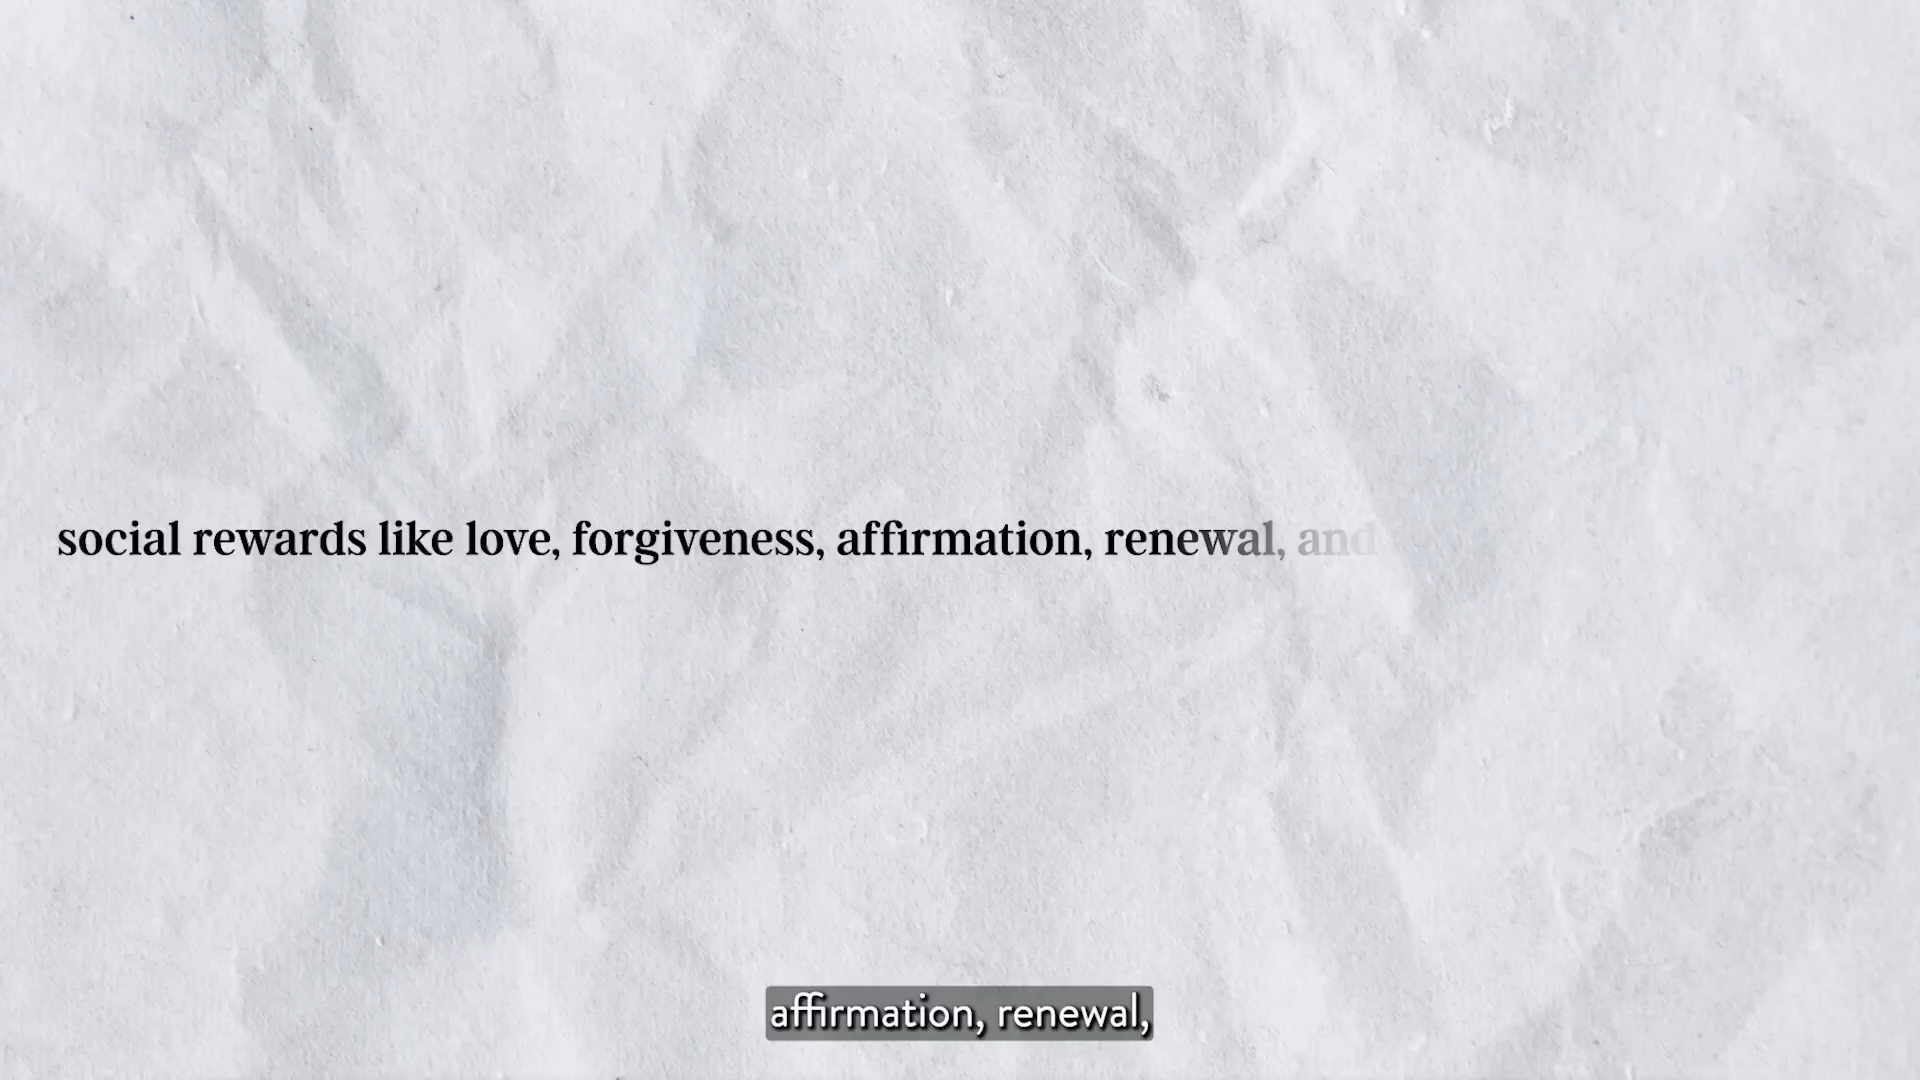 social rewards like love, forgiveness, affirmation, renewal, and
affirmation, renewal,